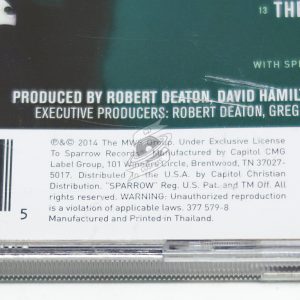 13 TH
WITH SP
PRODUCED BY ROBERT DEATON, DAVID HAMIL
EXECUTIVE PRODUCERS: ROBERT DEATON, GREG
℗&© 2014 The MWS Group. Under Exclusive License
To Sparrow Records. Manufactured by Capitol CMG
Label Group, 101 Winners Circle, Brentwood, TN 37027-
5017. Distributed in the U.S.A. by Capitol Christian
Distribution. "SPARROW" Reg. U.S. Pat. and TM Off. All
rights reserved. WARNING: Unauthorized reproduction
is a violation of applicable laws. 377 579-8
Manufactured and Printed in Thailand.
5